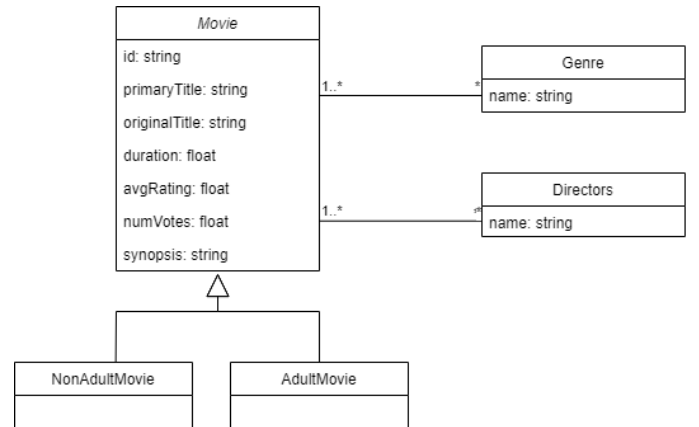 Movie
id: string
primaryTitle: string
originalTitle: string
duration: float
avgRating: float
numVotes: float
synopsis: string
1..*
*
Genre
name: string
1..*
*
Directors
name: string
NonAdultMovie
AdultMovie